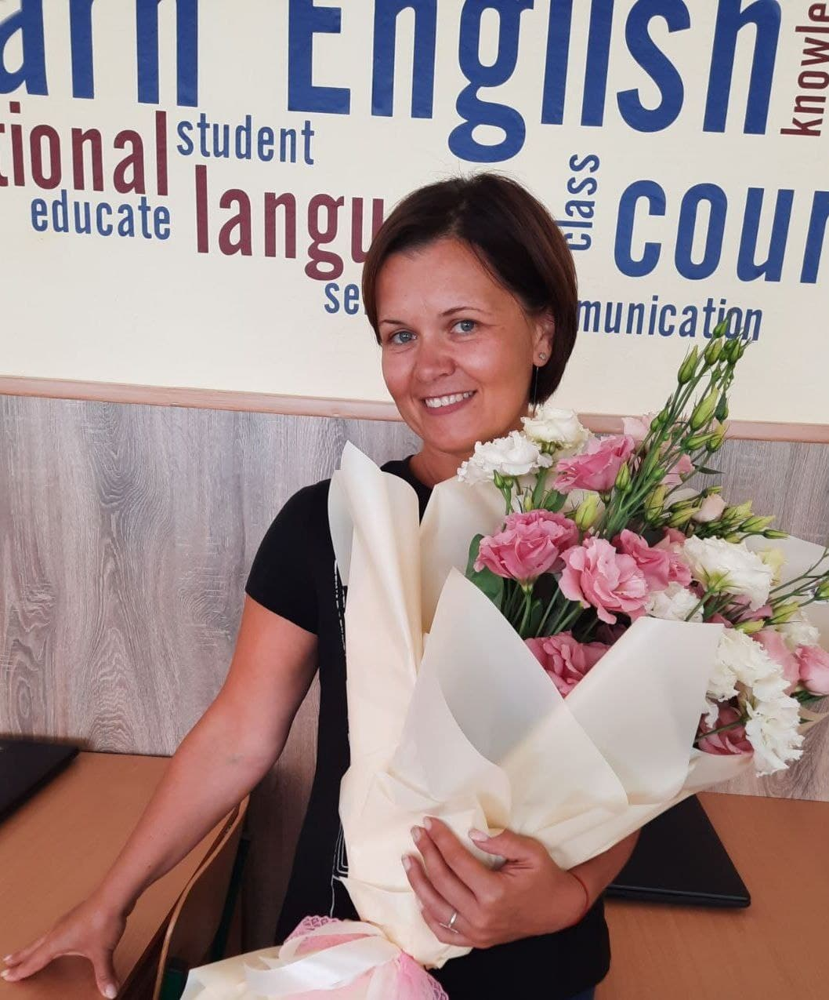 arn English
knowle
tional
student
class
educate
langu
cour
se
munication